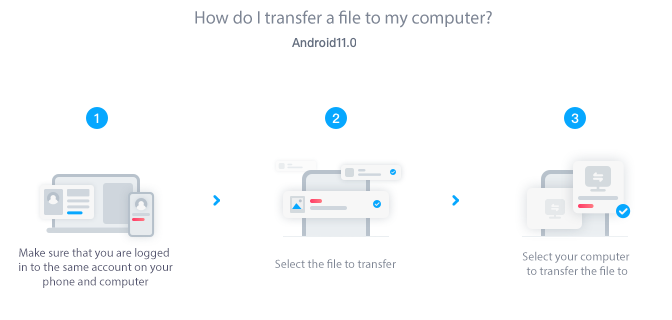 How do I transfer a file to my computer?
Android11.0
1
2
3
Make sure that you are logged
in to the same account on your
phone and computer
Select the file to transfer
Select your computer
to transfer the file to